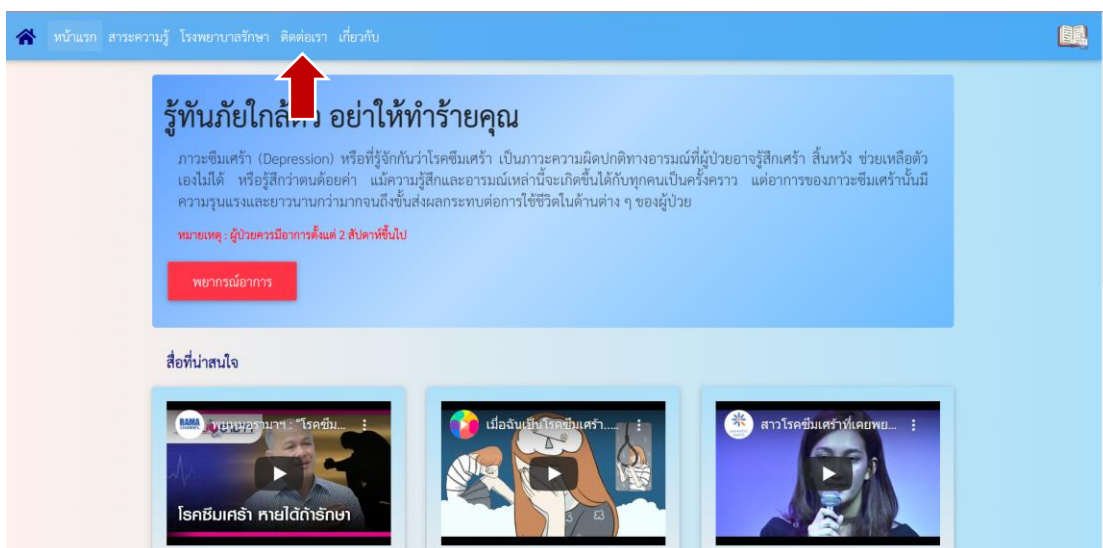 หน้าแรก สาระความรู้ โรงพยาบาลรักษา ติดต่อเรา เกี่ยวกับ
รู้ทันภัยใกล้ตัว อย่าให้ทำร้ายคุณ
ภาวะซึมเศร้า (Depression) หรือที่รู้จักกันว่าโรคซึมเศร้า เป็นภาวะความผิดปกติทางอารมณ์ที่ผู้ป่วยอาจรู้สึกเศร้า สิ้นหวัง ช่วยเหลือตัว
เองไม่ได้ หรือรู้สึกว่าตนด้อยค่า แม้ความรู้สึกและอารมณ์เหล่านี้จะเกิดขึ้นได้กับทุกคนเป็นครั้งคราว แต่อาการของภาวะซึมเศร้านั้นมี
ความรุนแรงและยาวนานกว่ามากจนถึงขั้นส่งผลกระทบต่อการใช้ชีวิตในด้านต่าง ๆ ของผู้ป่วย
หมายเหตุ : ผู้ป่วยควรมีอาการตั้งแต่ 2 สัปดาห์ขึ้นไป
พยากรณ์อาการ
สื่อที่น่าสนใจ
RAMA CHANNEL พบหมอรามาฯ : "โรคซึม...
โรคซึมเศร้า หายได้ถ้ารักษา
เมื่อฉันเป็นโรคซึมเศร้า....
สาวโรคซึมเศร้าที่เคยพย...